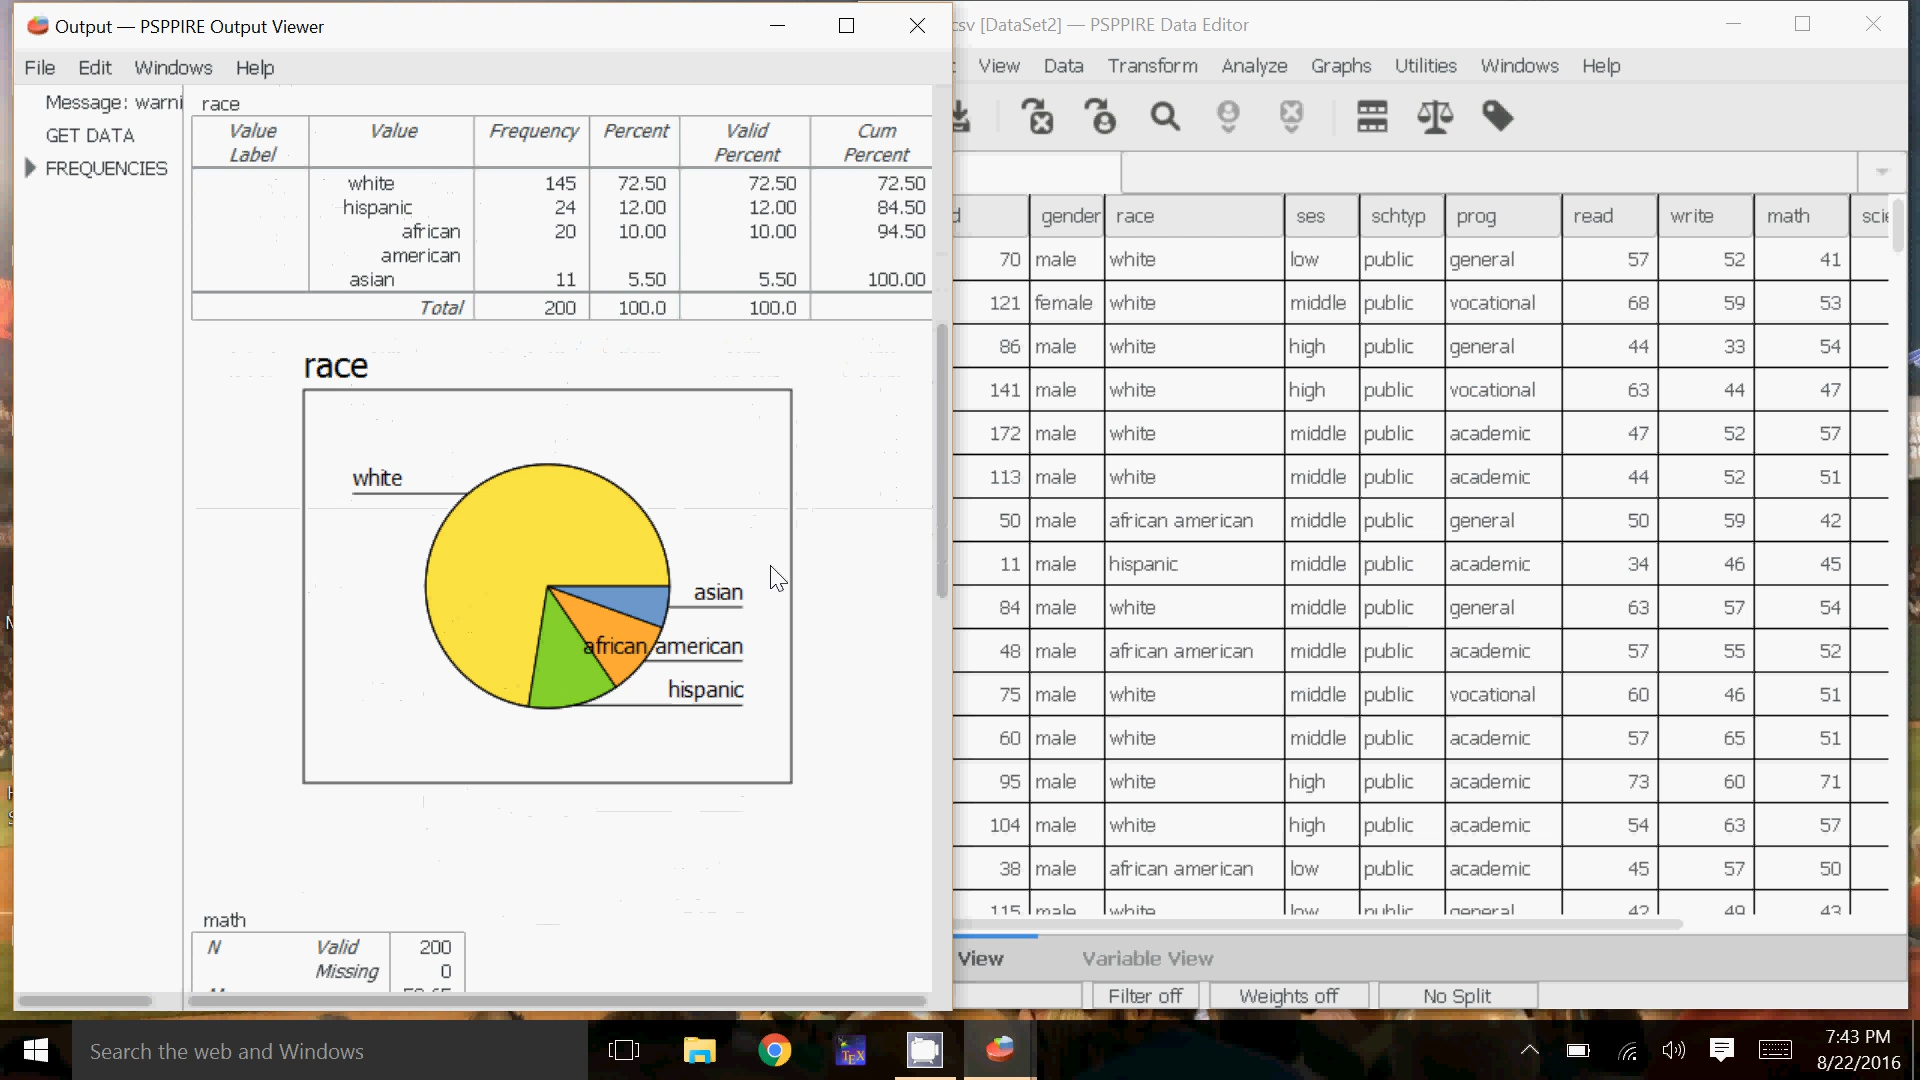 Output — PSPPIRE Output Viewer
File Edit Windows Help
Message: warni
GET DATA
FREQUENCIES
race
Value Label Value Frequency Percent Valid Percent Cum Percent
white 145 72.50 72.50 72.50
hispanic 24 12.00 12.00 84.50
african american 20 10.00 10.00 94.50
asian 11 5.50 5.50 100.00
Total 200 100.0 100.0
race
white
asian
african american
hispanic
math
N Valid 200
Missing 0
csv [DataSet2] — PSPPIRE Data Editor
View Data Transform Analyze Graphs Utilities Windows Help
d gender race ses schtyp prog read write math scie
70 male white low public general 57 52 41
121 female white middle public vocational 68 59 53
86 male white high public general 44 33 54
141 male white high public vocational 63 44 47
172 male white middle public academic 47 52 57
113 male white middle public academic 44 52 51
50 male african american middle public general 50 59 42
11 male hispanic middle public academic 34 46 45
84 male white middle public general 63 57 54
48 male african american middle public academic 57 55 52
75 male white middle public vocational 60 46 51
60 male white middle public academic 57 65 51
95 male white high public academic 73 60 71
104 male white high public academic 54 63 57
38 male african american low public academic 45 57 50
115 male white low public general 42 49 43
View Variable View
Filter off Weights off No Split
Search the web and Windows
TEX
7:43 PM
8/22/2016